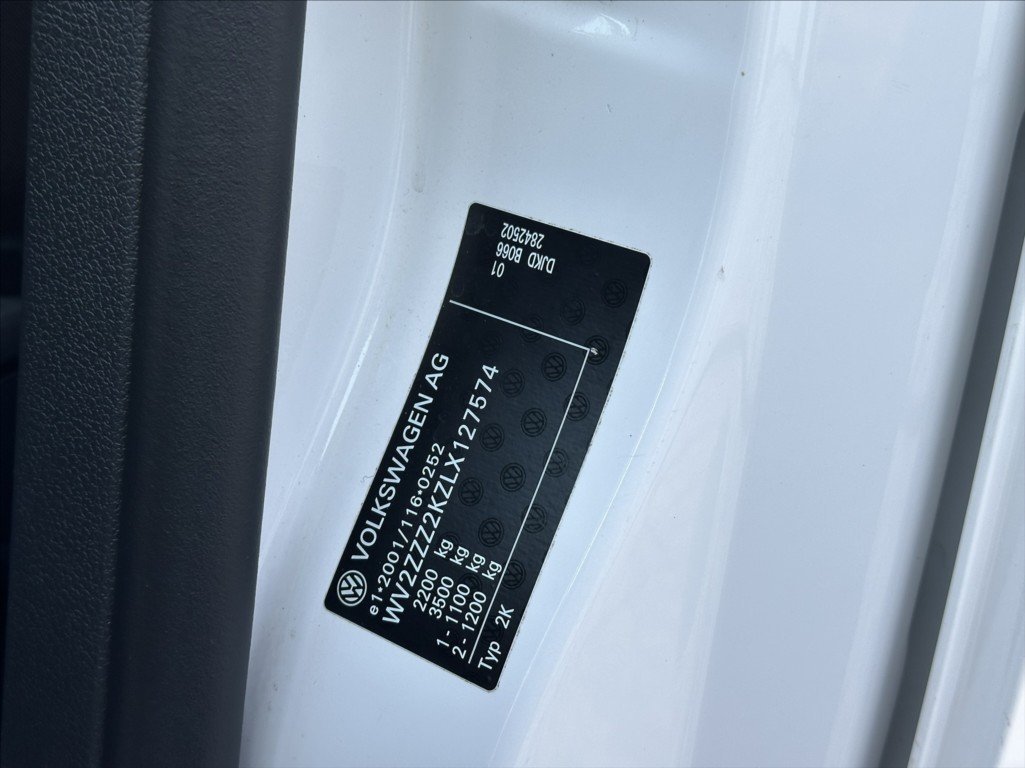 VOLKSWAGEN AG
e1*2001/116*0252
WV2ZZZ2KZLX127574
2200 kg
3500 kg
1- 1100 kg
2- 1200 kg
Typ 2K
01
DJKD B066
2842502